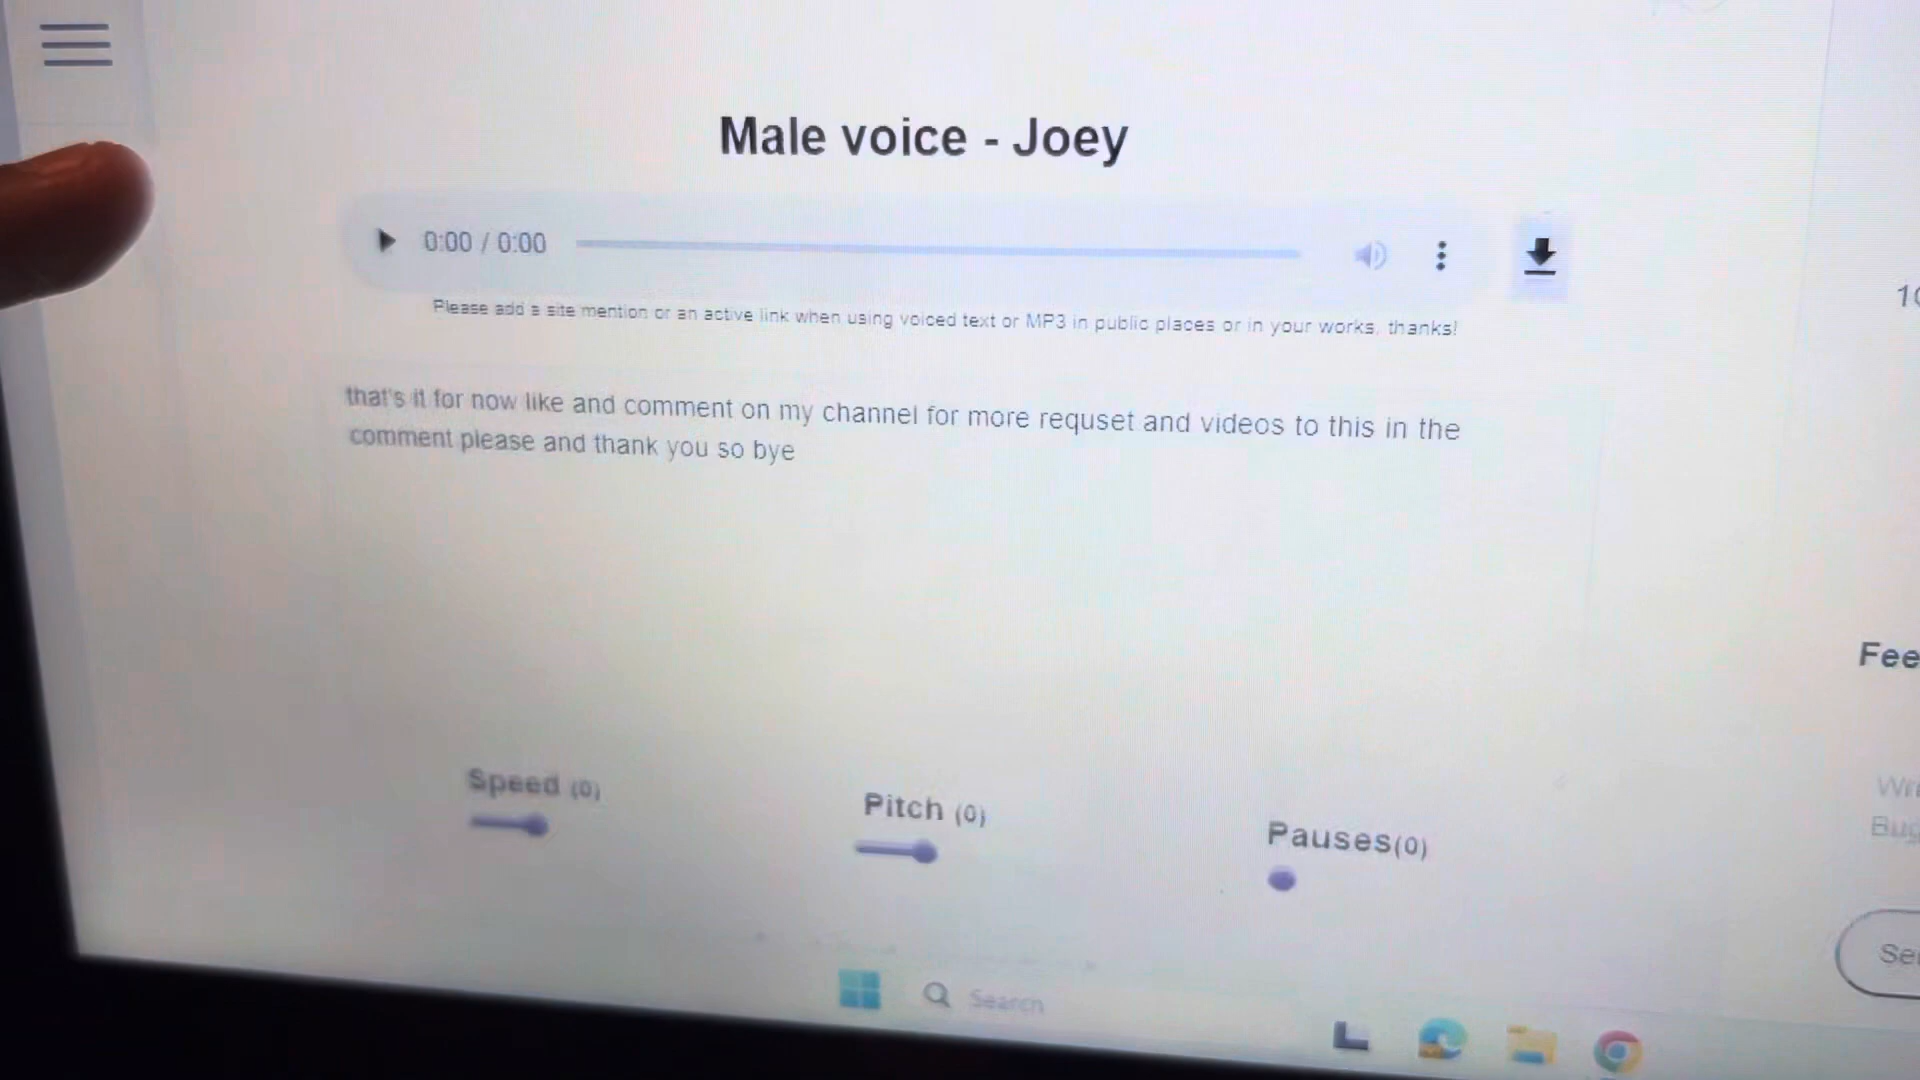 Male voice - Joey
0:00 / 0:00
Please add a site mention or an active link when using voiced text or MP3 in public places or in your works, thanks!
that's it for now like and comment on my channel for more requset and videos to this in the
comment please and thank you so bye
Speed (0)
Pitch (0)
Pauses(0)
Search